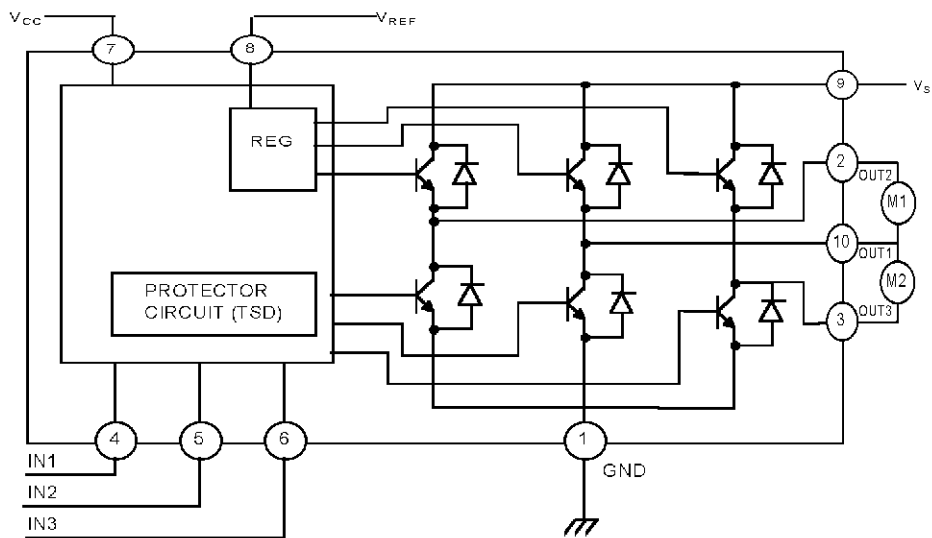 VCC
VREF
7
8
9
VS
REG
2
OUT2
M1
10
OUT1
M2
PROTECTOR
CIRCUIT (TSD)
3
OUT3
4
5
6
1
IN1
GND
IN2
IN3